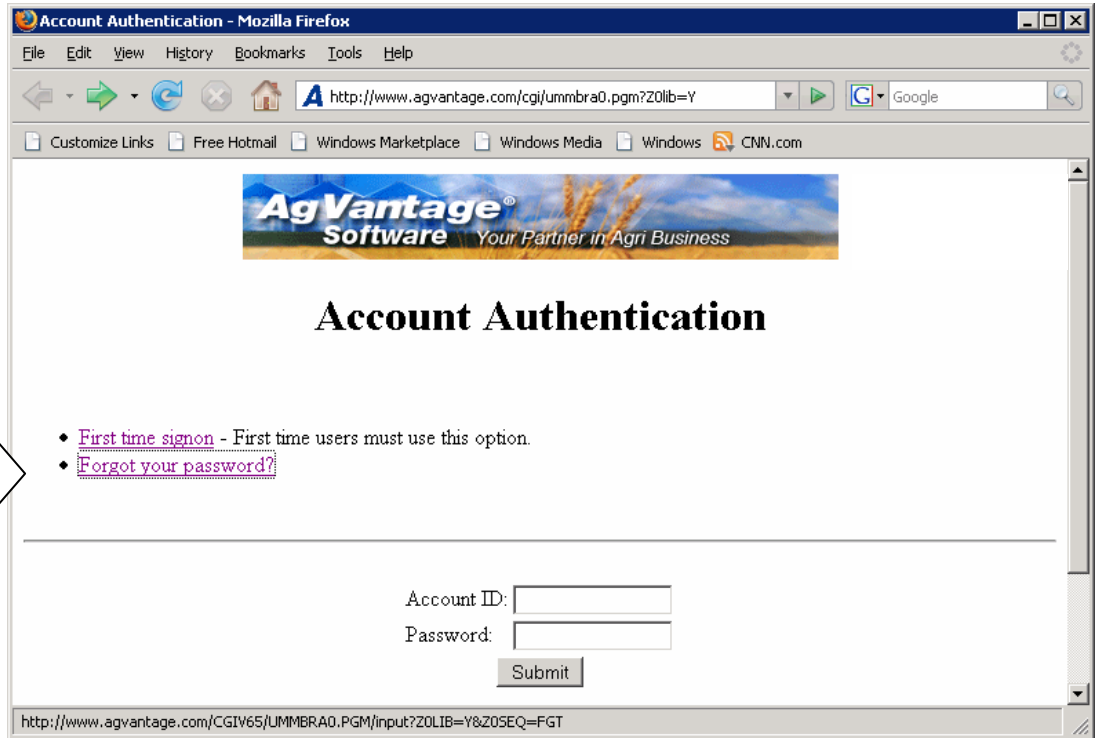 Account Authentication - Mozilla Firefox
File Edit View History Bookmarks Tools Help
http://www.agvantage.com/cgi/ummbra0.pgm?Z0lib=Y
G Google
Customize Links Free Hotmail Windows Marketplace Windows Media Windows CNN.com
AgVantage®
Software Your Partner in Agri Business
Account Authentication
• First time signon - First time users must use this option.
• Forgot your password?
Account ID:
Password:
Submit
http://www.agvantage.com/CGIV65/UMMBRA0.PGM/input?Z0LIB=Y&Z0SEQ=FGT